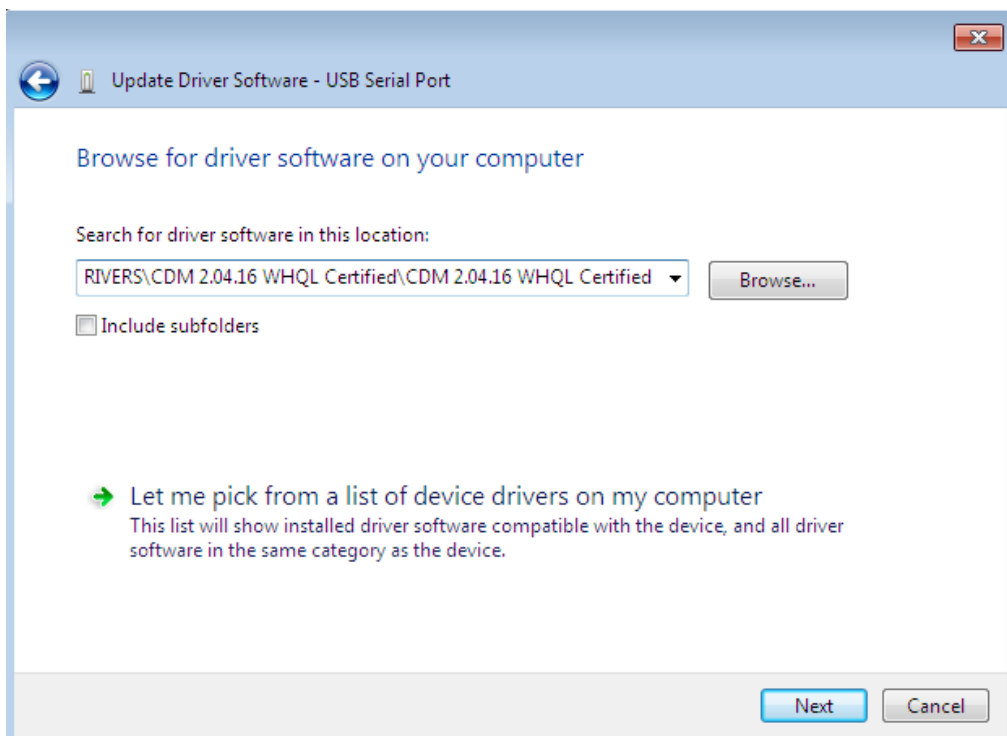 Update Driver Software - USB Serial Port
Browse for driver software on your computer
Search for driver software in this location:
RIVERS\CDM 2.04.16 WHQL Certified\CDM 2.04.16 WHQL Certified
Browse...
Include subfolders
Let me pick from a list of device drivers on my computer
This list will show installed driver software compatible with the device, and all driver
software in the same category as the device.
Next
Cancel